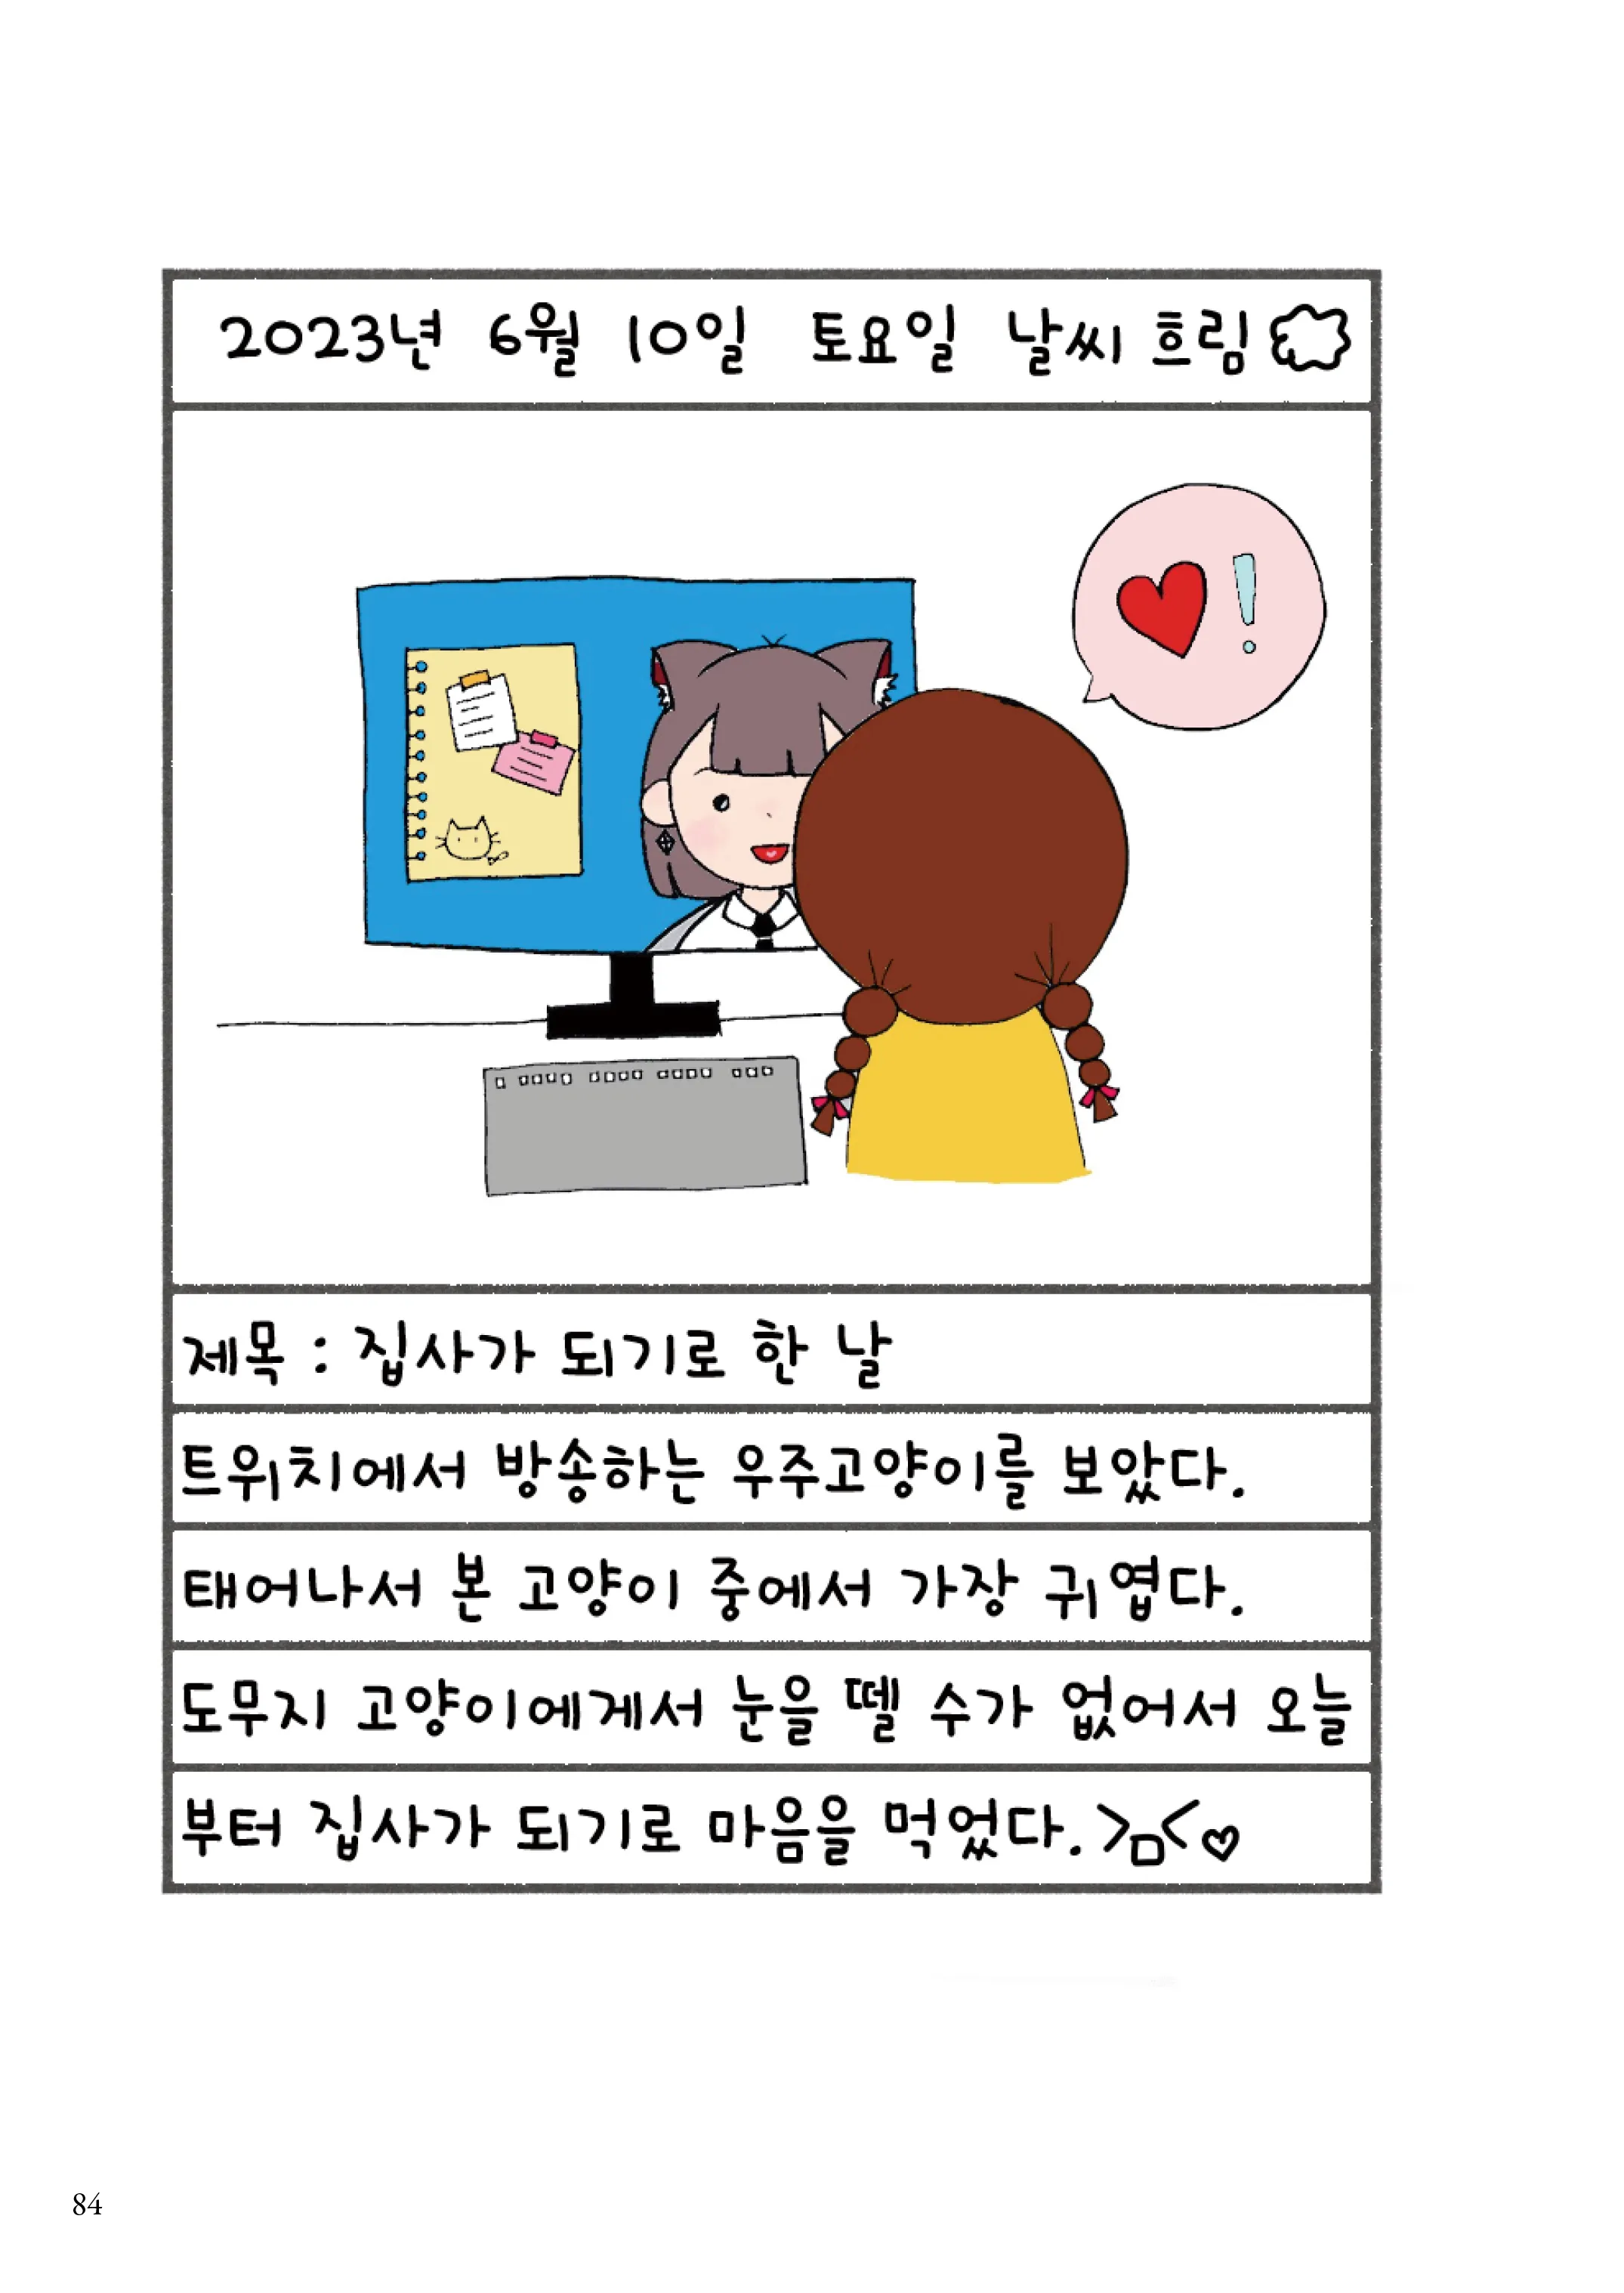 2023년 6월 10일 토요일 날씨 흐림
제목 : 집사가 되기로 한 날
트위치에서 방송하는 우주고양이를 보았다.
태어나서 본 고양이 중에서 가장 귀엽다.
도무지 고양이에게서 눈을 뗄 수가 없어서 오늘
부터 집사가 되기로 마음을 먹었다. >ㅁ<♡
84